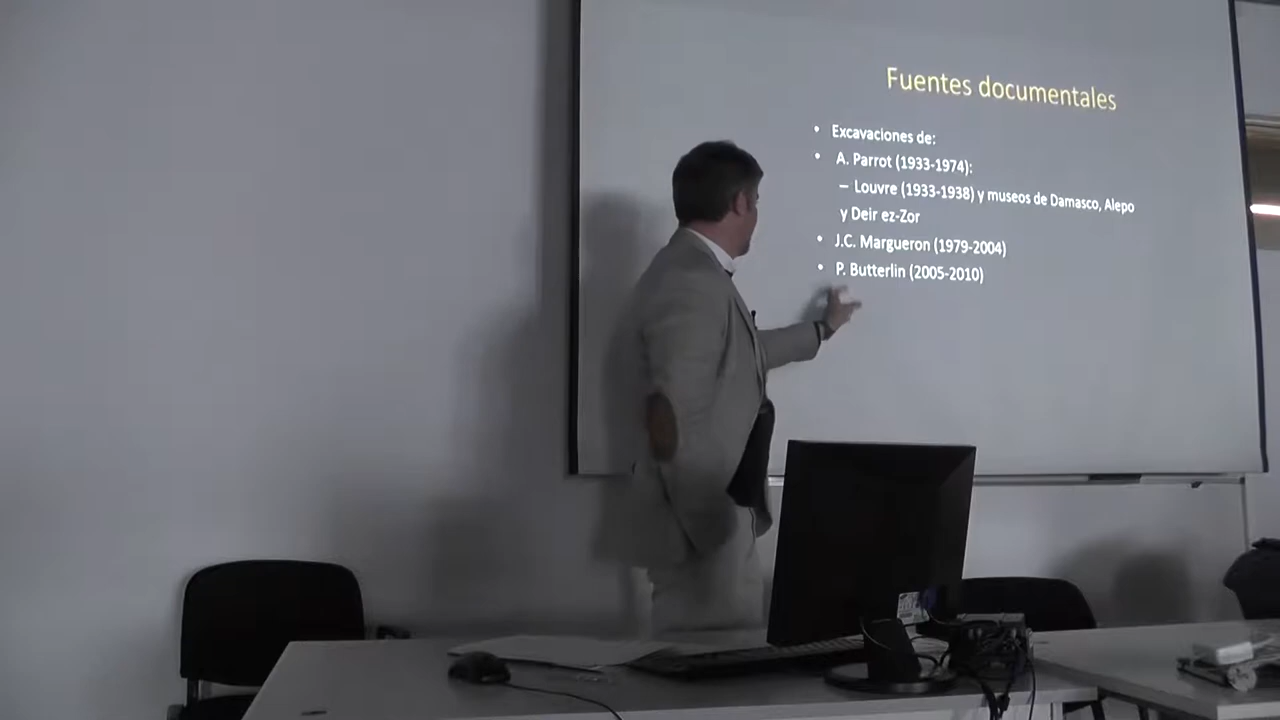 Fuentes documentales
• Excavaciones de:
• A. Parrot (1933-1974):
– Louvre (1933-1938) y museos de Damasco, Alepo
y Deir ez-Zor
• J.C. Margueron (1979-2004)
• P. Butterlin (2005-2010)